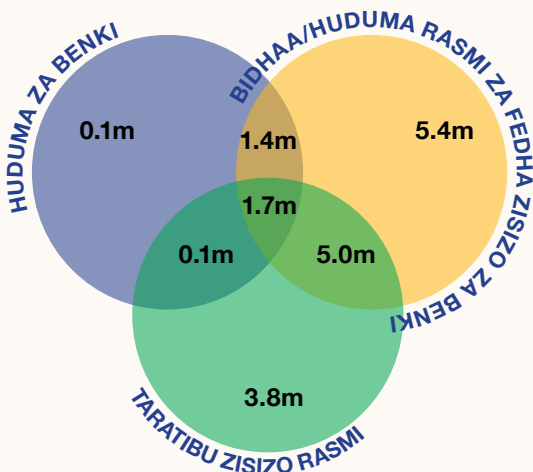 HUDUMA ZA BENKI
BIDHAA/HUDUMA RASMI ZA FEDHA ZISIZO ZA BENKI
0.1m
1.4m
5.4m
1.7m
0.1m
5.0m
3.8m
TARATIBU ZISIZO RASMI